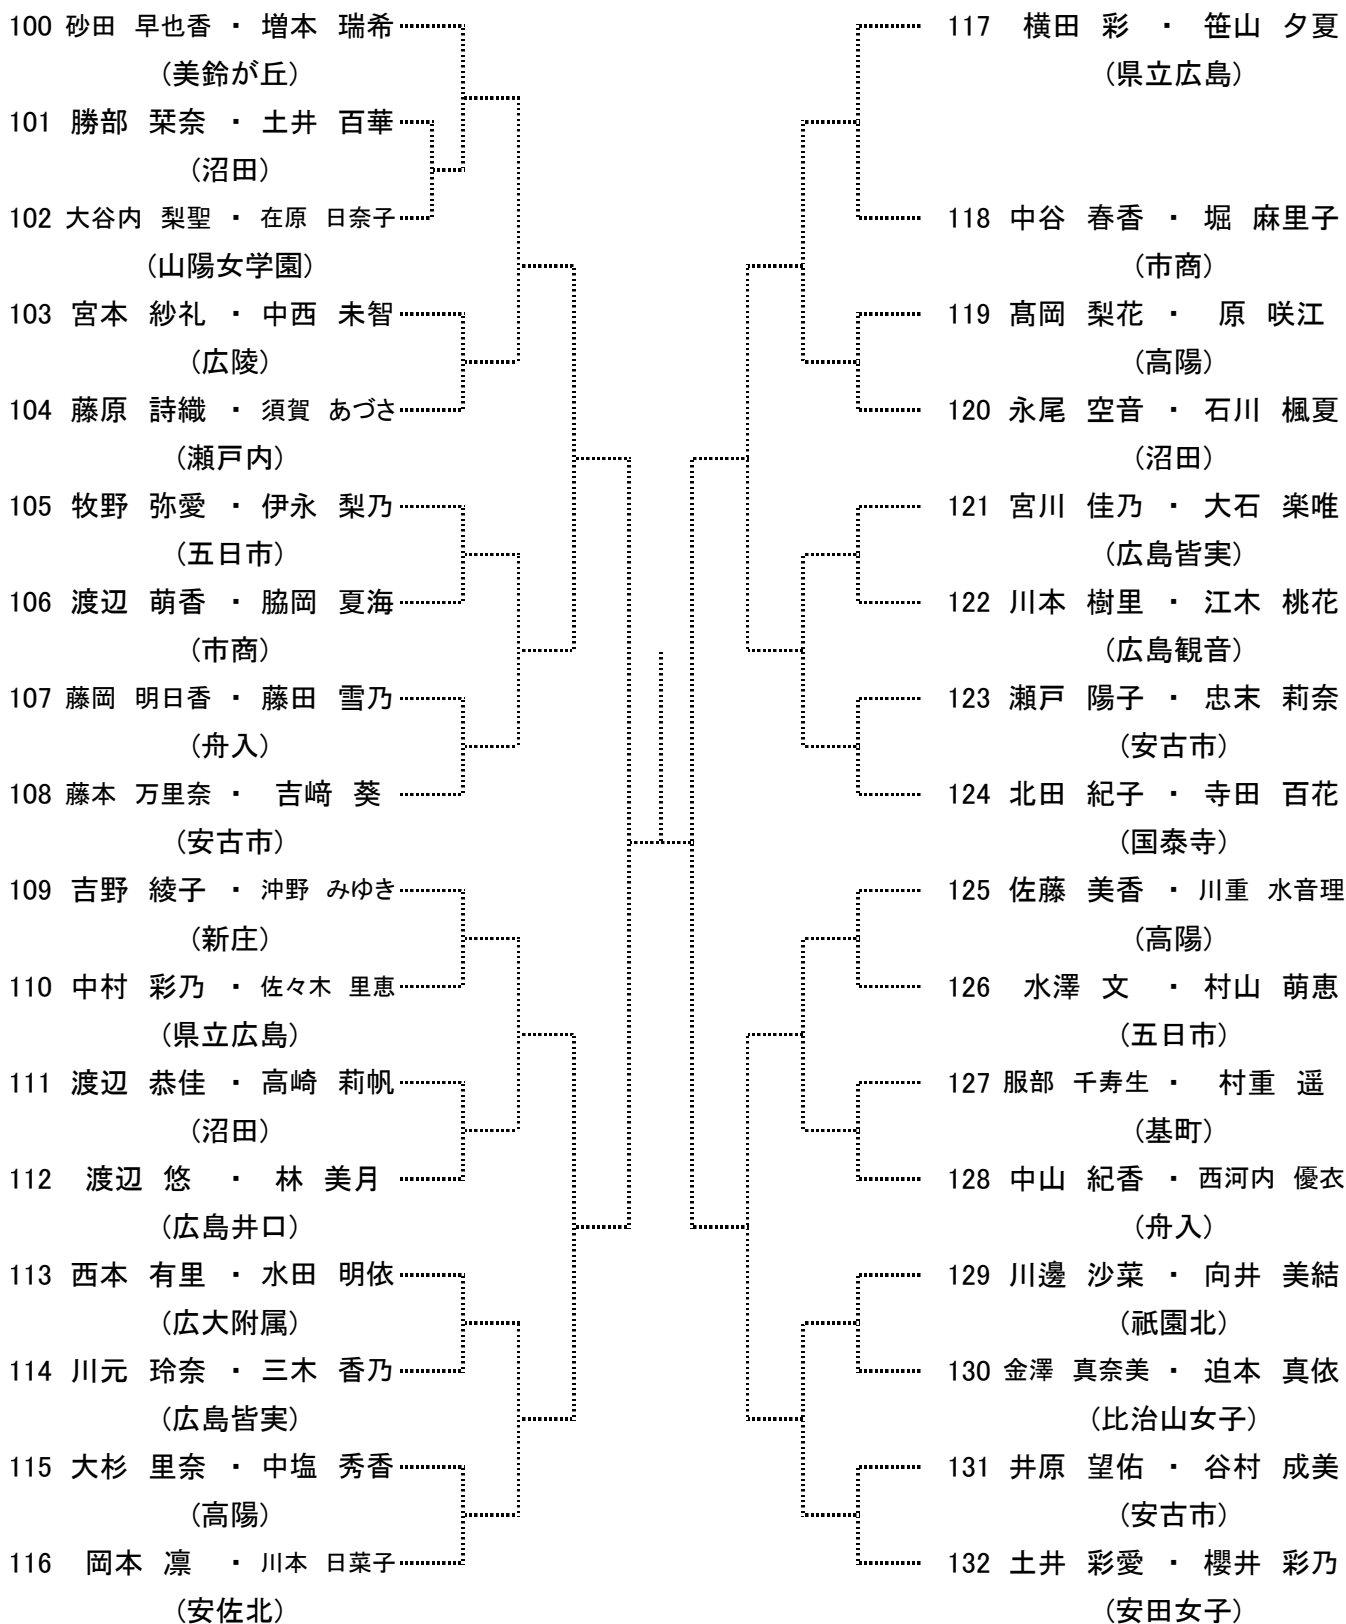 100 砂田 早也香 ・ 増本 瑞希
(美鈴が丘)
101 勝部 栞奈 ・ 土井 百華
(沼田)
102 大谷内 梨聖 ・ 在原 日奈子
(山陽女学園)
103 宮本 紗礼 ・ 中西 未智
(広陵)
104 藤原 詩織 ・ 須賀 あづさ
(瀬戸内)
105 牧野 弥愛 ・ 伊永 梨乃
(五日市)
106 渡辺 萌香 ・ 脇岡 夏海
(市商)
107 藤岡 明日香 ・ 藤田 雪乃
(舟入)
108 藤本 万里奈 ・ 吉﨑 葵
(安古市)
109 吉野 綾子 ・ 沖野 みゆき
(新庄)
110 中村 彩乃 ・ 佐々木 里恵
(県立広島)
111 渡辺 恭佳 ・ 高崎 莉帆
(沼田)
112 渡辺 悠 ・ 林 美月
(広島井口)
113 西本 有里 ・ 水田 明依
(広大附属)
114 川元 玲奈 ・ 三木 香乃
(広島皆実)
115 大杉 里奈 ・ 中塩 秀香
(高陽)
116 岡本 凛 ・ 川本 日菜子
(安佐北)
117 横田 彩 ・ 笹山 夕夏
(県立広島)
118 中谷 春香 ・ 堀 麻里子
(市商)
119 髙岡 梨花 ・ 原 咲江
(高陽)
120 永尾 空音 ・ 石川 楓夏
(沼田)
121 宮川 佳乃 ・ 大石 楽唯
(広島皆実)
122 川本 樹里 ・ 江木 桃花
(広島観音)
123 瀬戸 陽子 ・ 忠末 莉奈
(安古市)
124 北田 紀子 ・ 寺田 百花
(国泰寺)
125 佐藤 美香 ・ 川重 水音理
(高陽)
126 水澤 文 ・ 村山 萌恵
(五日市)
127 服部 千寿生 ・ 村重 遥
(基町)
128 中山 紀香 ・ 西河内 優衣
(舟入)
129 川邊 沙菜 ・ 向井 美結
(祇園北)
130 金澤 真奈美 ・ 迫本 真依
(比治山女子)
131 井原 望佑 ・ 谷村 成美
(安古市)
132 土井 彩愛 ・ 櫻井 彩乃
(安田女子)